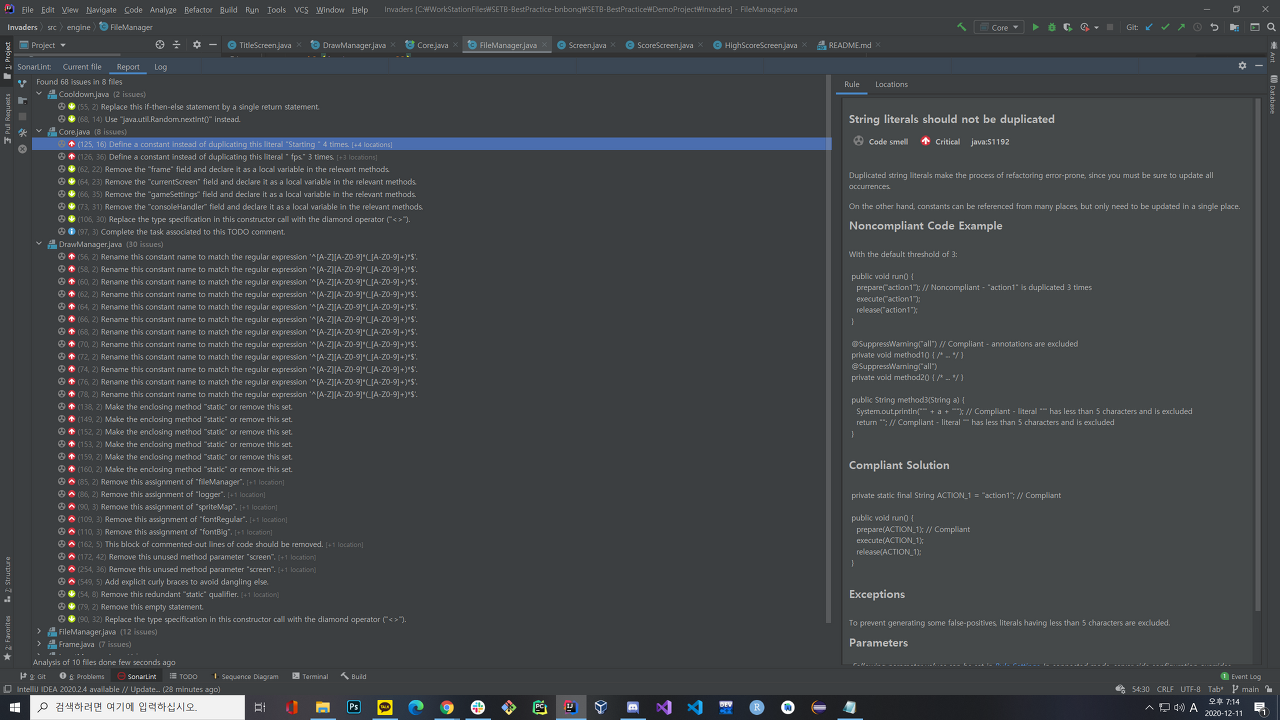 File Edit View Navigate Code Analyze Refactor Build Run Tools VCS Window Help Invaders [C:₩WorkStationFiles₩SETB-BestPractice-bnbonq₩SETB-BestPractice₩DemoProject₩Invaders] - FileManager.java
Invaders src engine FileManager Core Git:
Project TitleScreen.java DrawManager.java Core.java FileManager.java Screen.java ScoreScreen.java HighScoreScreen.java README.md
SonarLint: Current file Report Log
1: Project
Pull Requests
2: Structure
2: Favorites
Ant
Database
Found 68 issues in 8 files
Cooldown.java (2 issues)
(55, 2) Replace this if-then-else statement by a single return statement.
(68, 14) Use "java.util.Random.nextInt()" instead.
Core.java (8 issues)
(125, 16) Define a constant instead of duplicating this literal "Starting " 4 times. [+4 locations]
(126, 36) Define a constant instead of duplicating this literal " fps." 3 times. [+3 locations]
(62, 22) Remove the "frame" field and declare it as a local variable in the relevant methods.
(64, 23) Remove the "currentScreen" field and declare it as a local variable in the relevant methods.
(66, 35) Remove the "gameSettings" field and declare it as a local variable in the relevant methods.
(73, 31) Remove the "consoleHandler" field and declare it as a local variable in the relevant methods.
(106, 30) Replace the type specification in this constructor call with the diamond operator ("<>").
(97, 3) Complete the task associated to this TODO comment.
DrawManager.java (30 issues)
(56, 2) Rename this constant name to match the regular expression '^[A-Z][A-Z0-9]*(_[A-Z0-9]+)*$'.
(58, 2) Rename this constant name to match the regular expression '^[A-Z][A-Z0-9]*(_[A-Z0-9]+)*$'.
(60, 2) Rename this constant name to match the regular expression '^[A-Z][A-Z0-9]*(_[A-Z0-9]+)*$'.
(62, 2) Rename this constant name to match the regular expression '^[A-Z][A-Z0-9]*(_[A-Z0-9]+)*$'.
(64, 2) Rename this constant name to match the regular expression '^[A-Z][A-Z0-9]*(_[A-Z0-9]+)*$'.
(66, 2) Rename this constant name to match the regular expression '^[A-Z][A-Z0-9]*(_[A-Z0-9]+)*$'.
(68, 2) Rename this constant name to match the regular expression '^[A-Z][A-Z0-9]*(_[A-Z0-9]+)*$'.
(70, 2) Rename this constant name to match the regular expression '^[A-Z][A-Z0-9]*(_[A-Z0-9]+)*$'.
(72, 2) Rename this constant name to match the regular expression '^[A-Z][A-Z0-9]*(_[A-Z0-9]+)*$'.
(74, 2) Rename this constant name to match the regular expression '^[A-Z][A-Z0-9]*(_[A-Z0-9]+)*$'.
(76, 2) Rename this constant name to match the regular expression '^[A-Z][A-Z0-9]*(_[A-Z0-9]+)*$'.
(78, 2) Rename this constant name to match the regular expression '^[A-Z][A-Z0-9]*(_[A-Z0-9]+)*$'.
(138, 2) Make the enclosing method "static" or remove this set.
(149, 2) Make the enclosing method "static" or remove this set.
(152, 2) Make the enclosing method "static" or remove this set.
(153, 2) Make the enclosing method "static" or remove this set.
(159, 2) Make the enclosing method "static" or remove this set.
(160, 2) Make the enclosing method "static" or remove this set.
(85, 2) Remove this assignment of "fileManager". [+1 location]
(86, 2) Remove this assignment of "logger". [+1 location]
(90, 3) Remove this assignment of "spriteMap". [+1 location]
(109, 3) Remove this assignment of "fontRegular". [+1 location]
(110, 3) Remove this assignment of "fontBig". [+1 location]
(162, 5) This block of commented-out lines of code should be removed. [+1 location]
(172, 42) Remove this unused method parameter "screen". [+1 location]
(254, 36) Remove this unused method parameter "screen". [+1 location]
(549, 5) Add explicit curly braces to avoid dangling else.
(54, 8) Remove this redundant "static" qualifier. [+1 location]
(79, 2) Remove this empty statement.
(90, 32) Replace the type specification in this constructor call with the diamond operator ("<>").
FileManager.java (12 issues)
Frame.java (7 issues)
Analysis of 10 files done few seconds ago
Rule Locations
String literals should not be duplicated
Code smell Critical java:S1192
Duplicated string literals make the process of refactoring error-prone, since you must be sure to update all
occurrences.
On the other hand, constants can be referenced from many places, but only need to be updated in a single place.
Noncompliant Code Example
With the default threshold of 3:
public void run() {
prepare("action1"); // Noncompliant - "action1" is duplicated 3 times
execute("action1");
release("action1");
}
@SuppressWarning("all") // Compliant - annotations are excluded
private void method1() { /* ... */ }
@SuppressWarning("all")
private void method2() { /* ... */ }
public String method3(String a) {
System.out.println("'" + a + "'"); // Compliant - literal "'" has less than 5 characters and is excluded
return ""; // Compliant - literal "" has less than 5 characters and is excluded
}
Compliant Solution
private static final String ACTION_1 = "action1"; // Compliant
public void run() {
prepare(ACTION_1); // Compliant
execute(ACTION_1);
release(ACTION_1);
}
Exceptions
To prevent generating some false-positives, literals having less than 5 characters are excluded.
Parameters
Following parameter values can be set in Rule Settings. In connected mode, server side configuration overrides
9: Git 6: Problems SonarLint TODO Sequence Diagram Terminal Build 1 Event Log
IntelliJ IDEA 2020.2.4 available // Update... (28 minutes ago) 54:30 CRLF UTF-8 Tab* main
검색하려면 여기에 입력하십시오. A 오후 7:14
2020-12-11